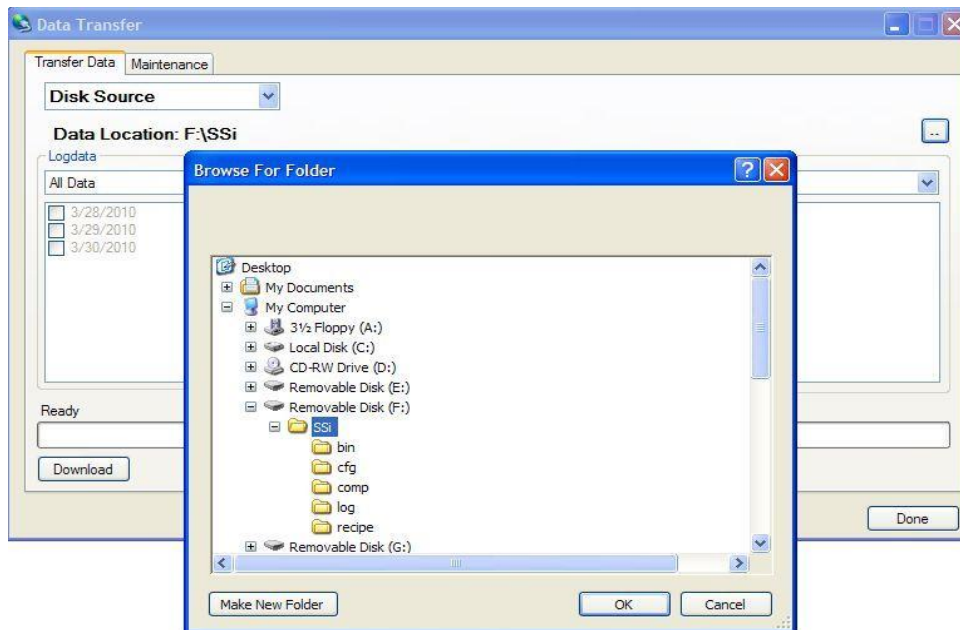 Data Transfer
Transfer Data Maintenance
Disk Source
Data Location: F:\SSi
..
Logdata
All Data
3/28/2010
3/29/2010
3/30/2010
Ready
Download
Done
Browse For Folder
Desktop
My Documents
My Computer
3½ Floppy (A:)
Local Disk (C:)
CD-RW Drive (D:)
Removable Disk (E:)
Removable Disk (F:)
SSi
bin
cfg
comp
log
recipe
Removable Disk (G:)
Make New Folder OK Cancel